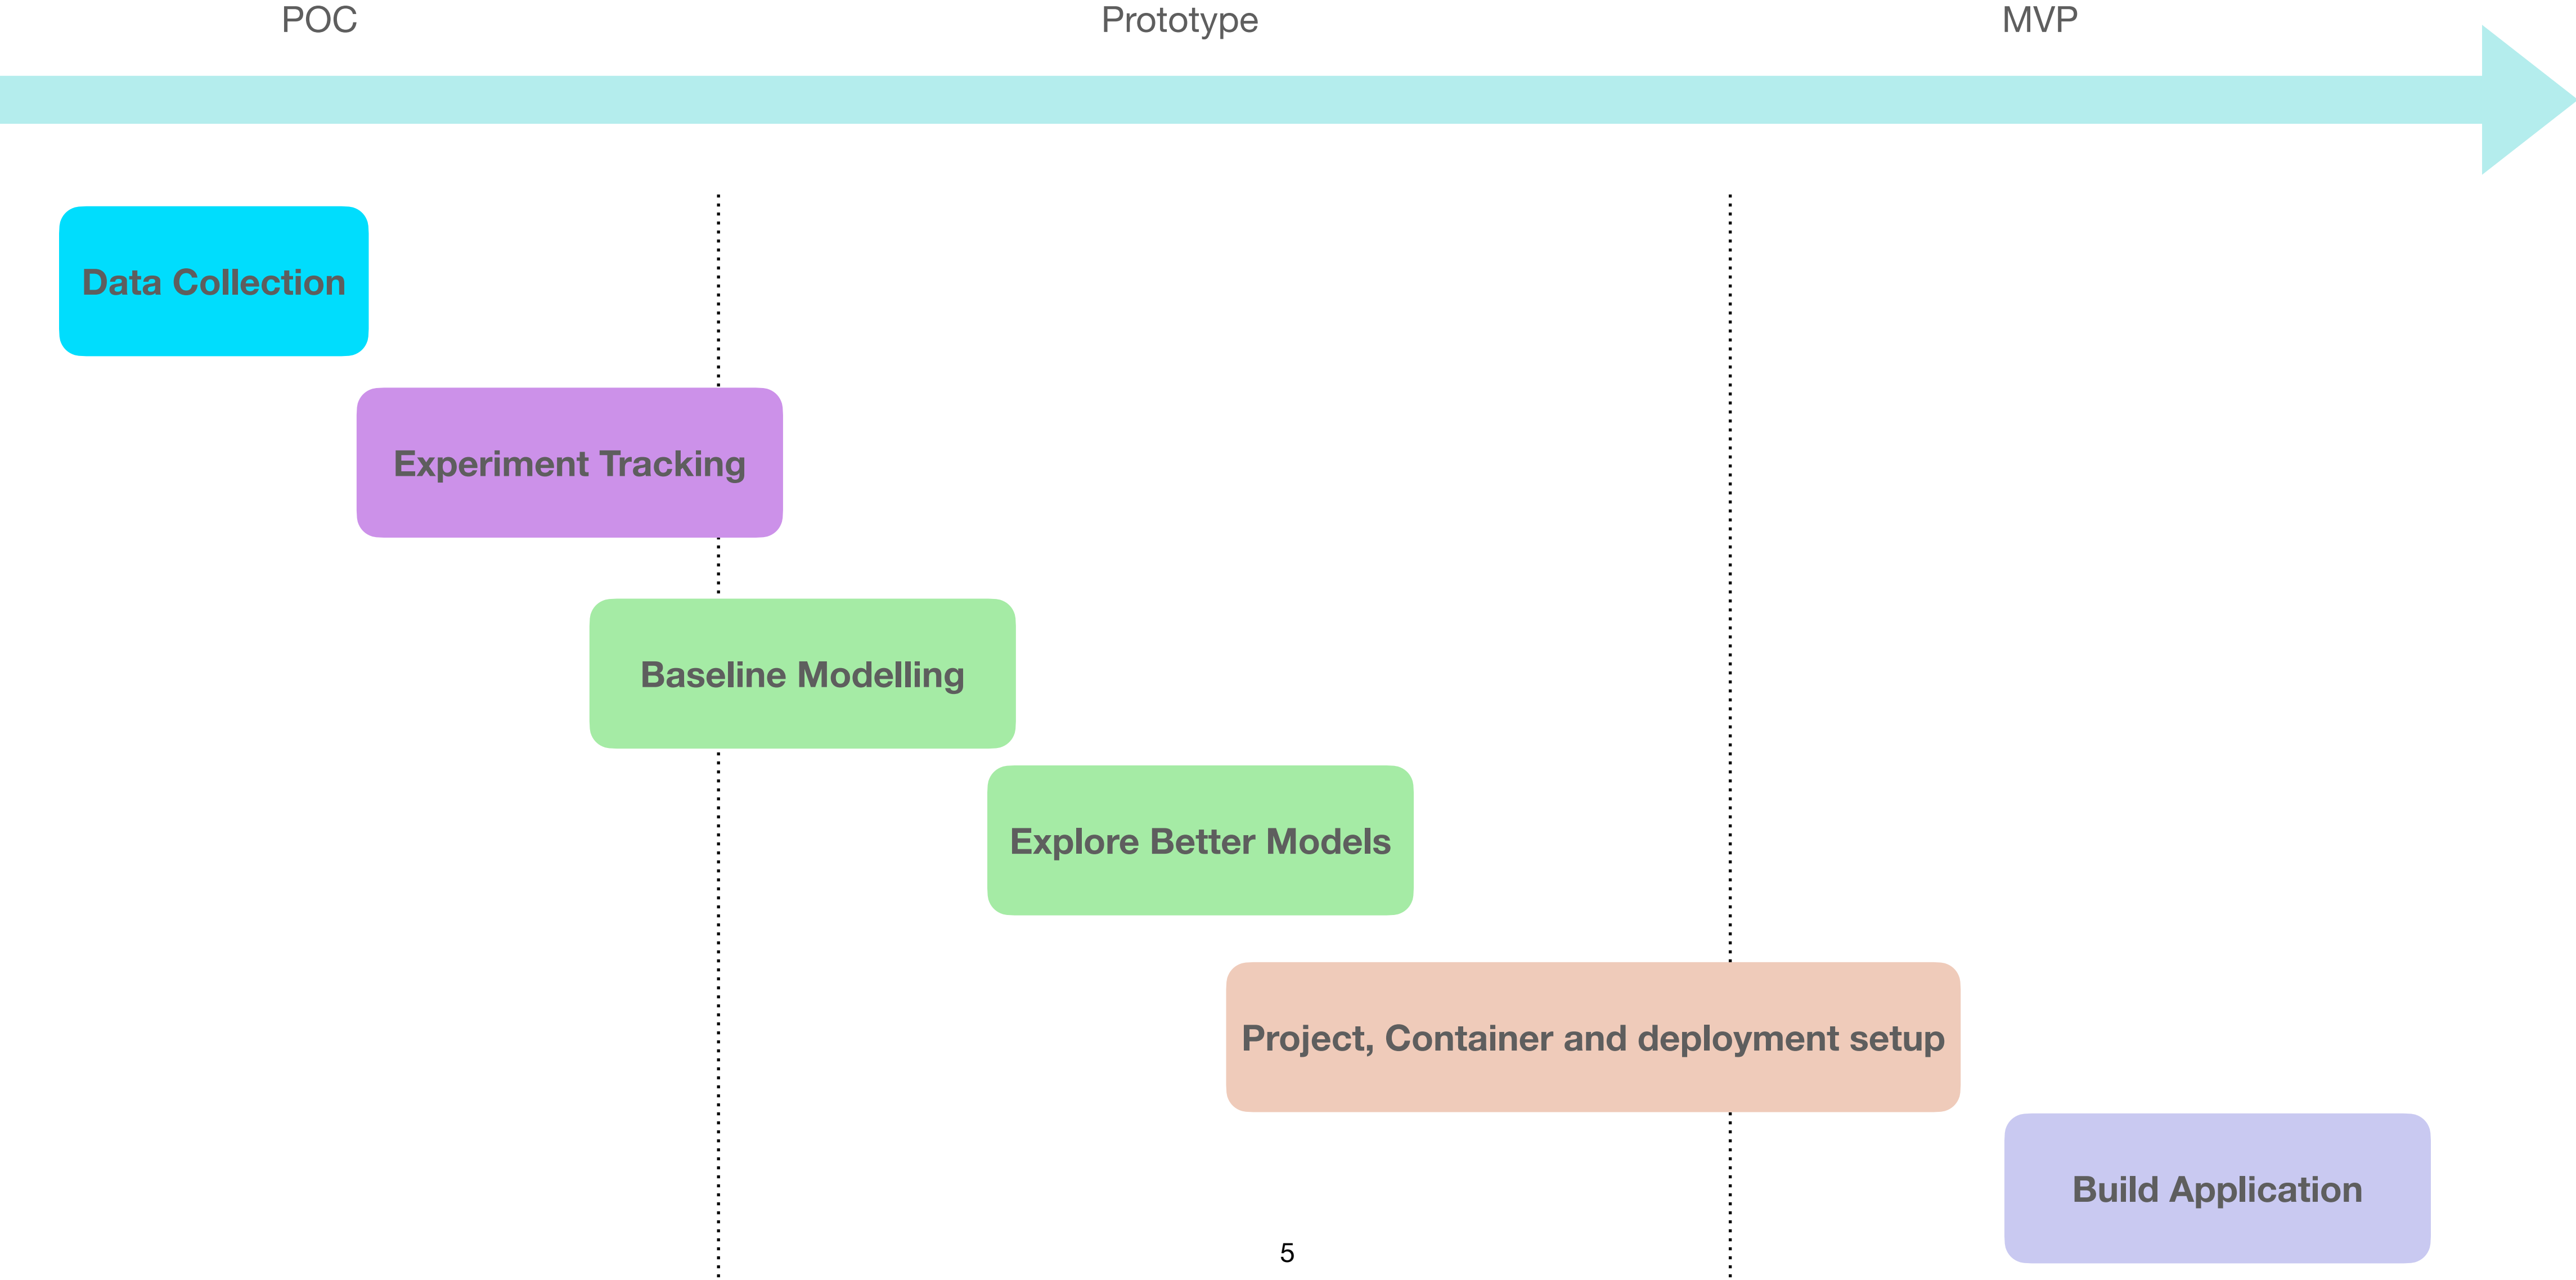 POC
Prototype
MVP
Data Collection
Experiment Tracking
Baseline Modelling
Explore Better Models
Project, Container and deployment setup
Build Application
5